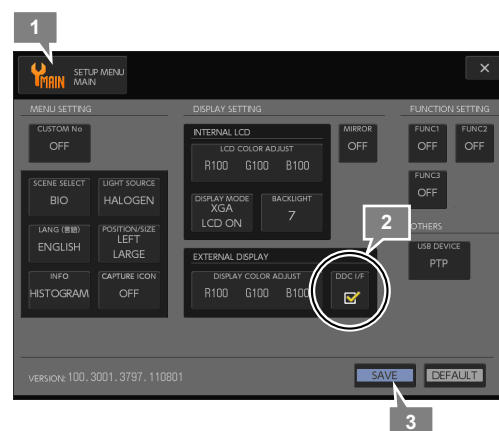 1
MAIN
SETUP MENU
MAIN
×
MENU SETTING
DISPLAY SETTING
FUNCTION SETTING
CUSTOM No
OFF
INTERNAL LCD
LCD COLOR ADJUST
R100 G100 B100
MIRROR
OFF
FUNC1
OFF
FUNC2
OFF
SCENE SELECT
BIO
LIGHT SOURCE
HALOGEN
DISPLAY MODE
XGA
LCD ON
BACKLIGHT
7
FUNC3
OFF
2
LANG (言語)
ENGLISH
POSITION/SIZE
LEFT
LARGE
OTHERS
EXTERNAL DISPLAY
USB DEVICE
PTP
INFO
HISTOGRAM
CAPTURE ICON
OFF
DISPLAY COLOR ADJUST
R100 G100 B100
DDC I/F
VERSION: 100. 3001. 3797. 110801
SAVE
DEFAULT
3